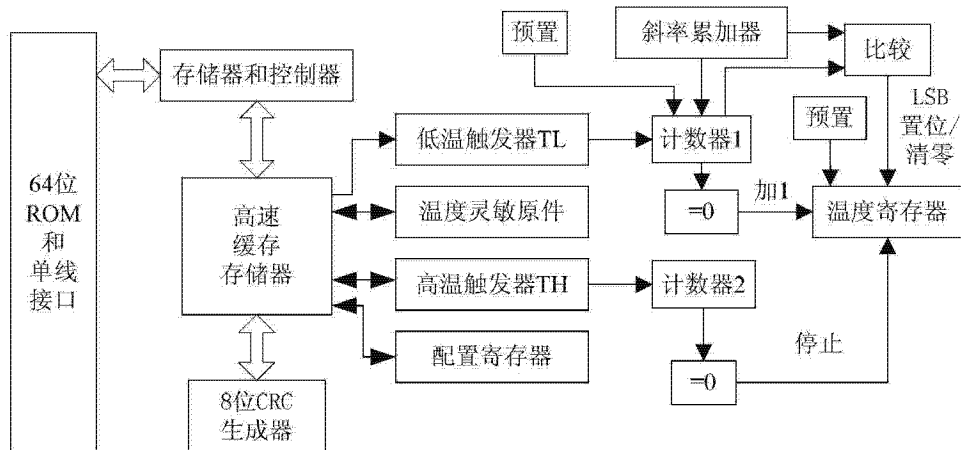 64位
ROM
和
单线
接口
存储器和控制器
高速
缓存
存储器
8位CRC
生成器
低温触发器TL
温度灵敏原件
高温触发器TH
配置寄存器
预置
斜率累加器
比较
计数器1
=0
加1
预置
LSB
置位/
清零
温度寄存器
计数器2
=0
停止